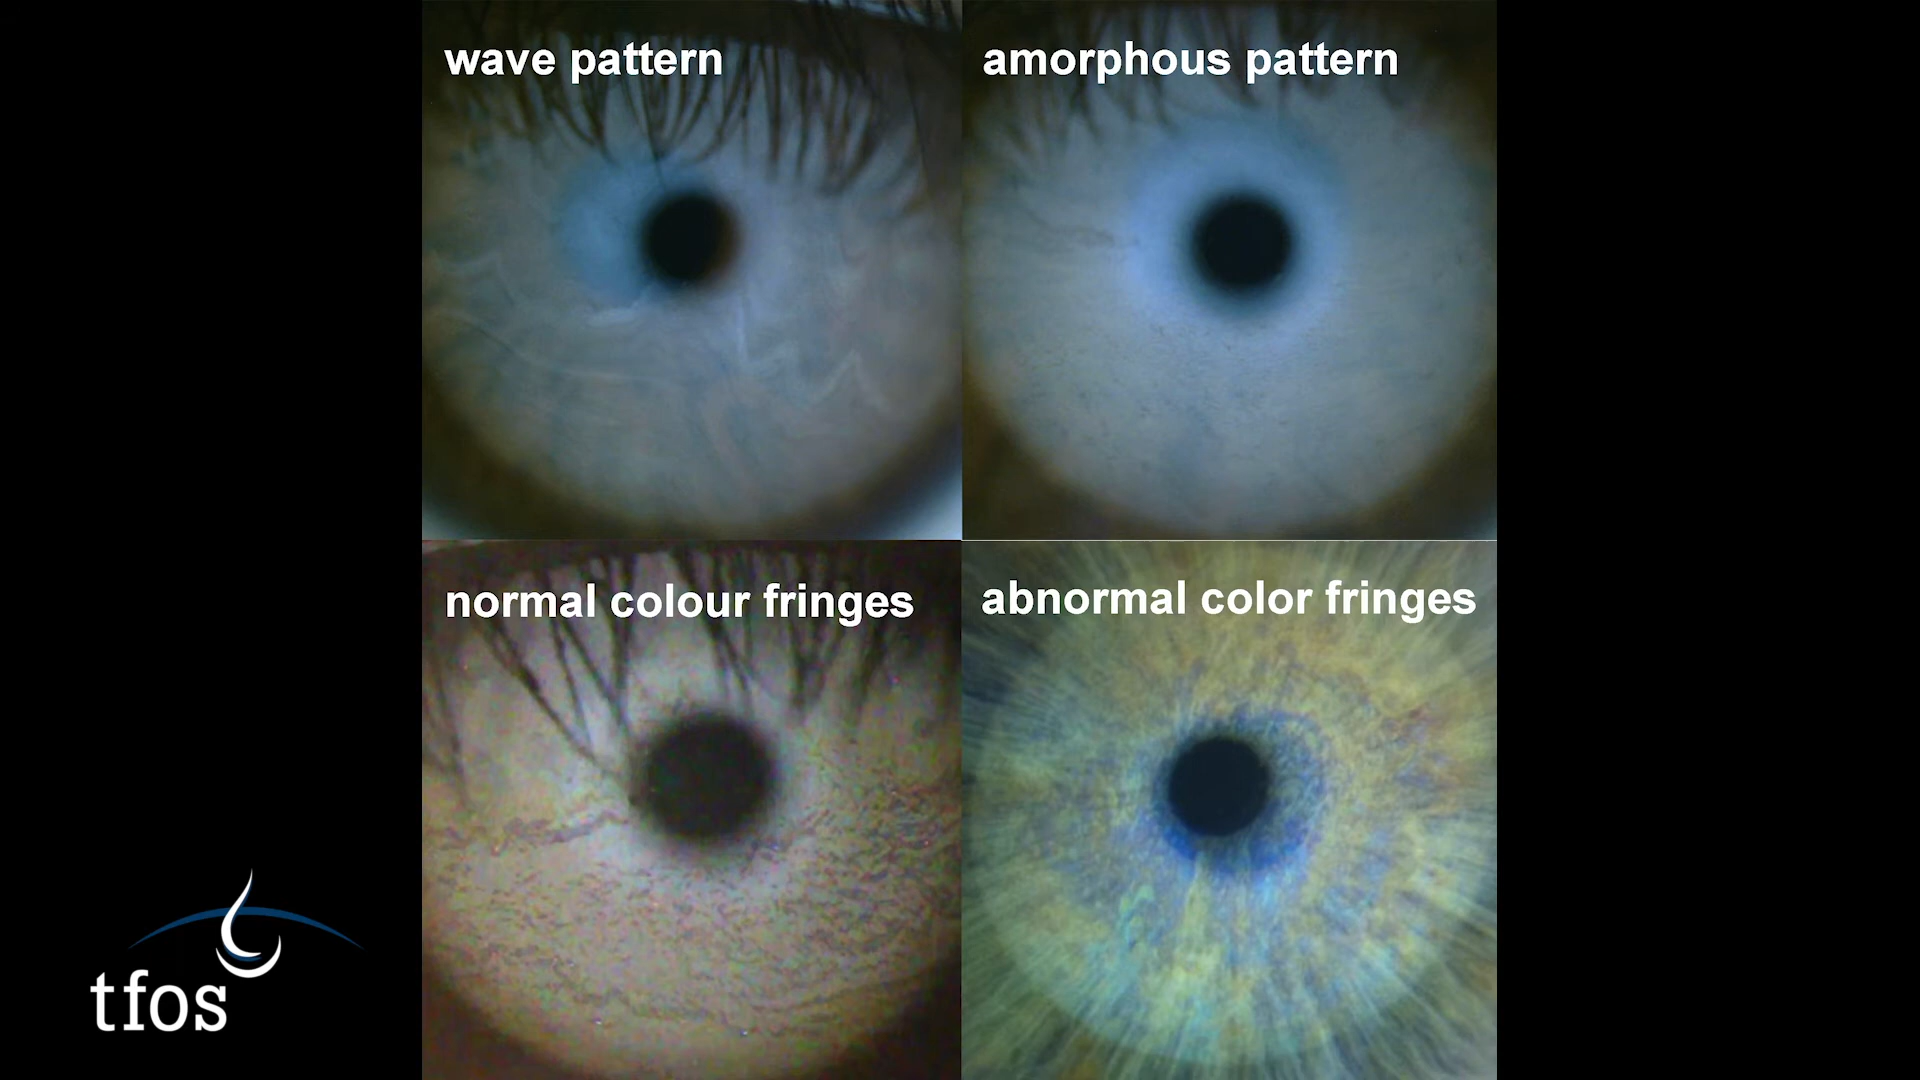 wave pattern
amorphous pattern
normal colour fringes
abnormal color fringes
tfos